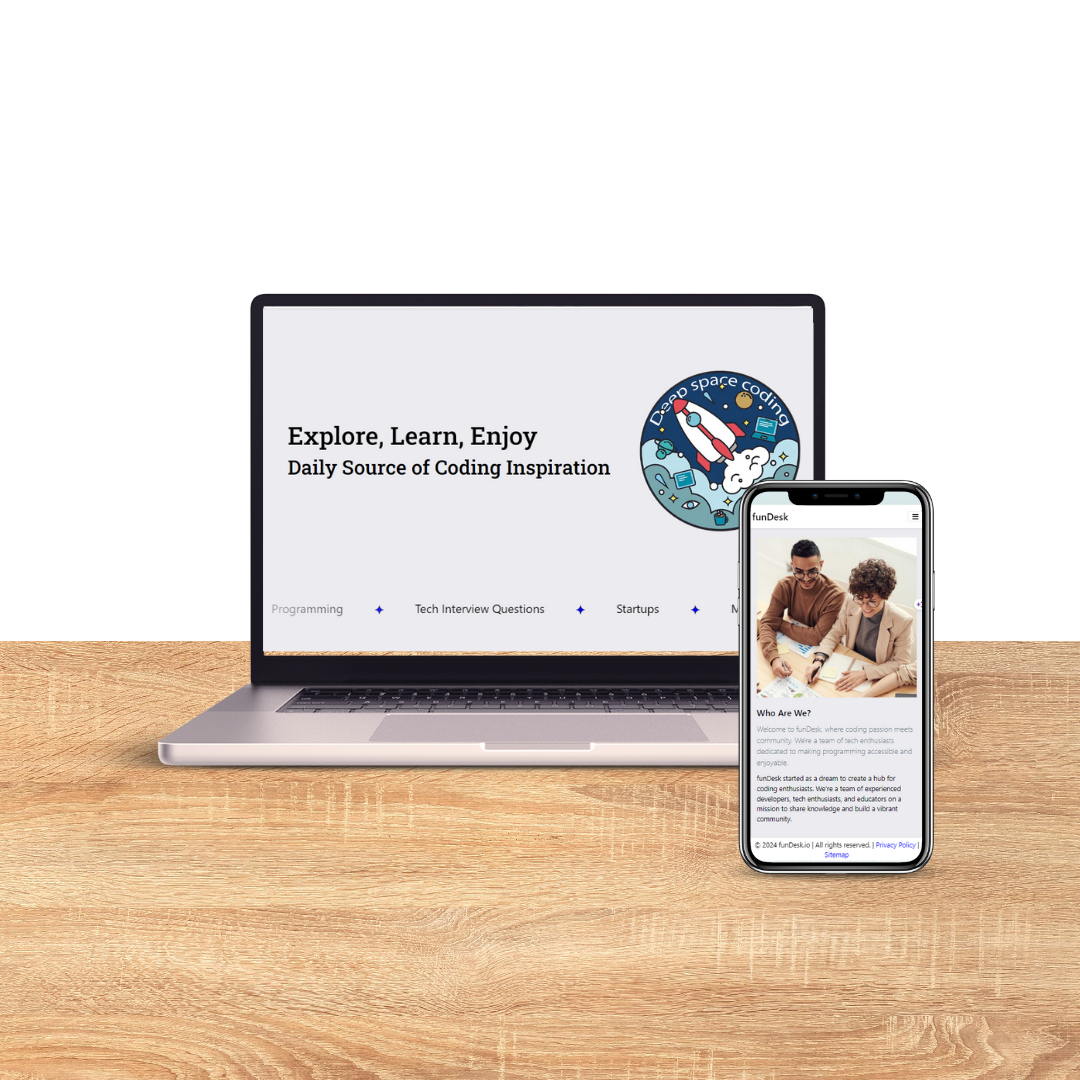 Deep space coding
Explore, Learn, Enjoy
Daily Source of Coding Inspiration
Programming ✦ Tech Interview Questions ✦ Startups ✦ M
funDesk
Who Are We?
Welcome to funDesk, where coding passion meets
community. We're a team of tech enthusiasts
dedicated to making programming accessible and
enjoyable.
funDesk started as a dream to create a hub for
coding enthusiasts. We're a team of experienced
developers, tech enthusiasts, and educators on a
mission to share knowledge and build a vibrant
community.
© 2024 funDesk.io | All rights reserved. | Privacy Policy |
Sitemap